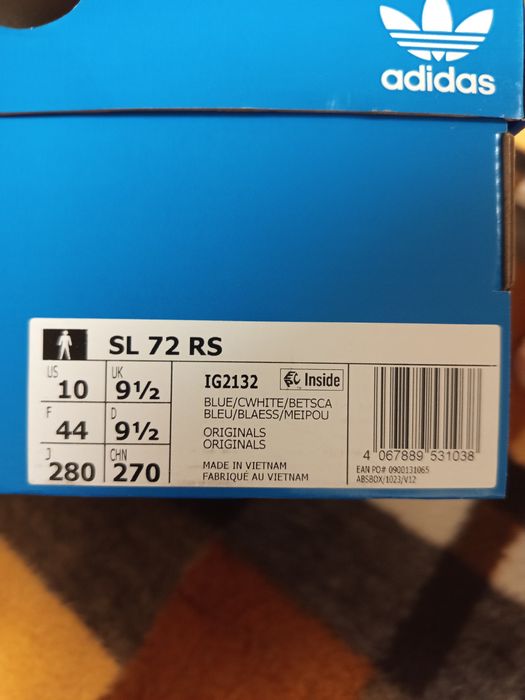 adidas
SL 72 RS
US 10 UK 9½
F 44 D 9½
J 280 CHN 270
IG2132 Inside
BLUE/CWHITE/BETSCA
BLEU/BLAESS/MEIPOU
ORIGINALS
ORIGINALS
MADE IN VIETNAM
FABRIQUÉ AU VIETNAM
4 067889 531038
EAN PO# 0900131065
ABSBOX/1023/V12